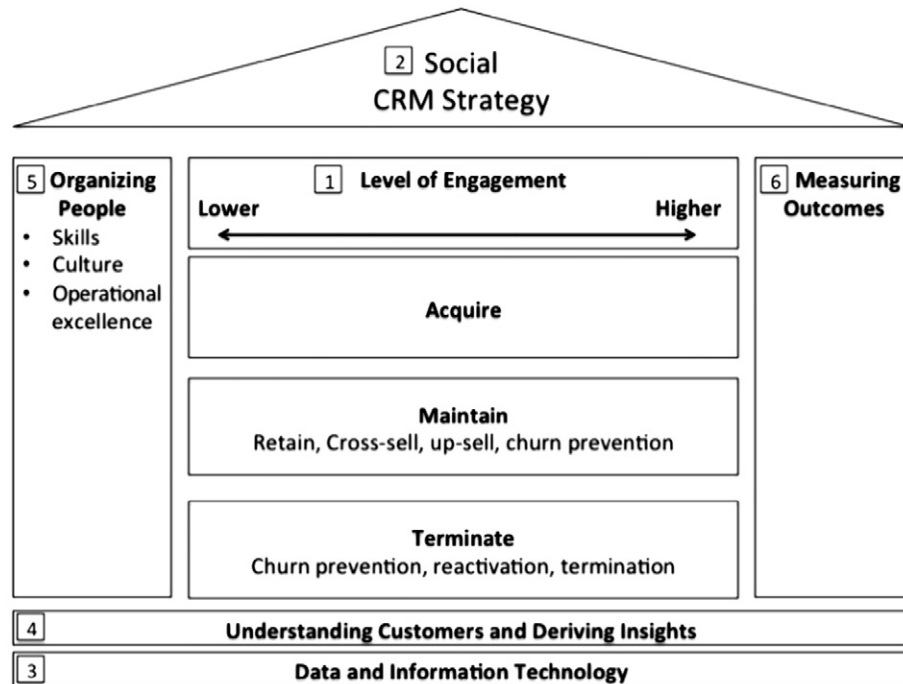 2 Social
CRM Strategy
5 Organizing
People
• Skills
• Culture
• Operational
excellence
1 Level of Engagement
Lower Higher
Acquire
Maintain
Retain, Cross-sell, up-sell, churn prevention
Terminate
Churn prevention, reactivation, termination
6 Measuring
Outcomes
4 Understanding Customers and Deriving Insights
3 Data and Information Technology